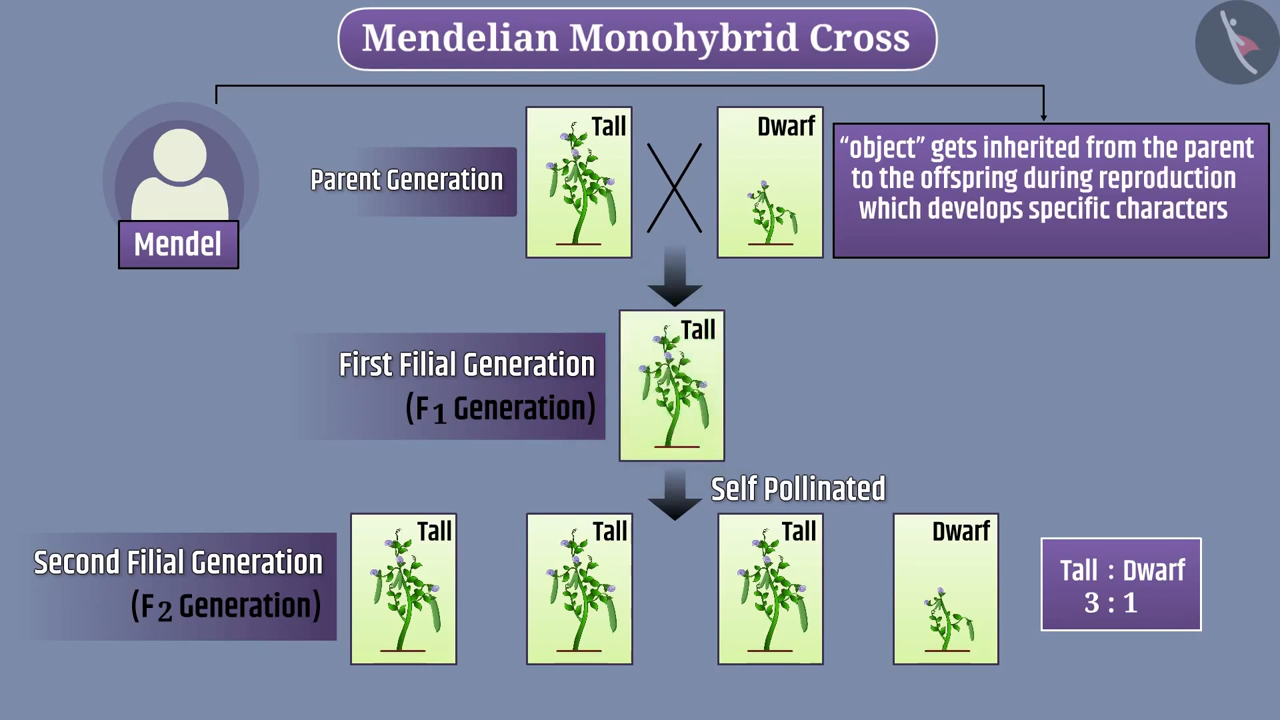 Mendelian Monohybrid Cross
Mendel
Parent Generation
Tall
Dwarf
“object” gets inherited from the parent
to the offspring during reproduction
which develops specific characters
First Filial Generation
(F1 Generation)
Tall
Self Pollinated
Second Filial Generation
(F2 Generation)
Tall
Tall
Tall
Dwarf
Tall : Dwarf
3 : 1